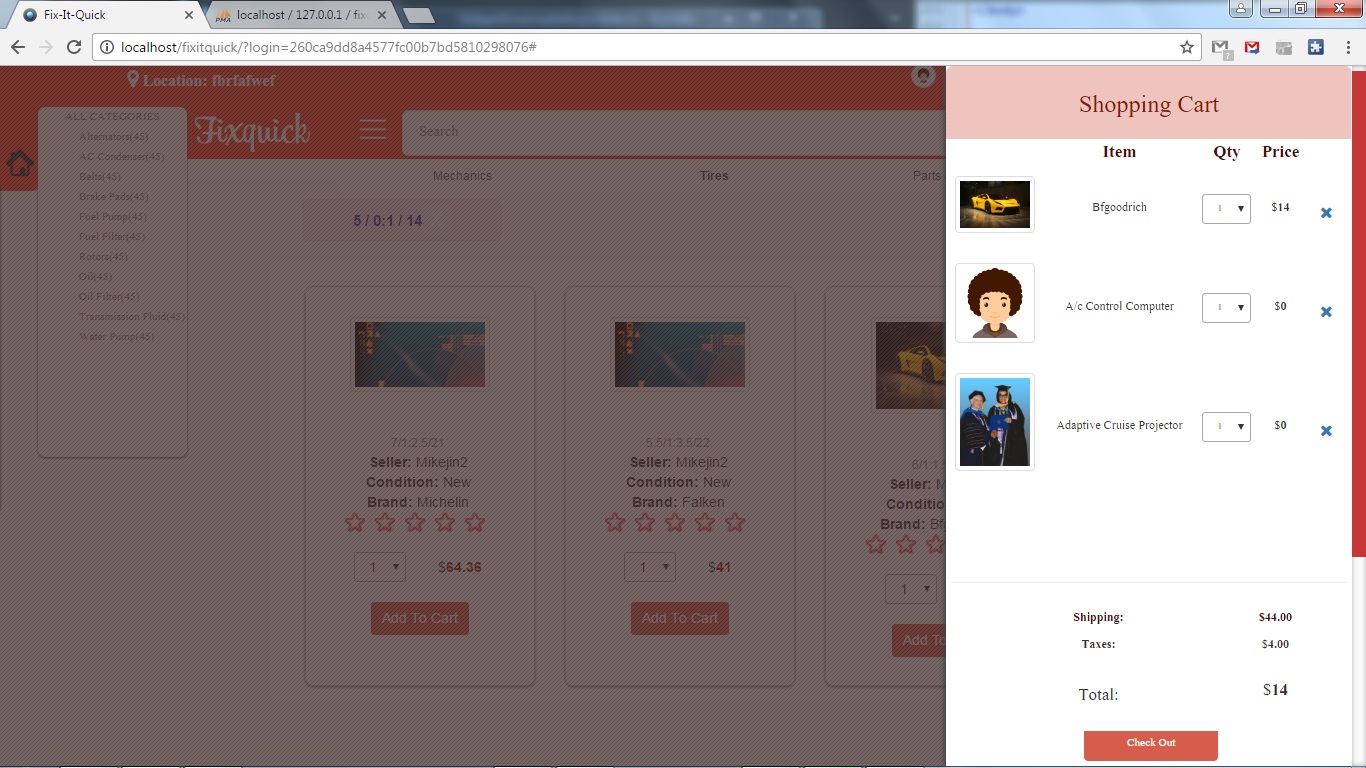 Fix-It-Quick
localhost / 127.0.0.1 / fix
localhost/fixitquick/?login=260ca9dd8a4577fc00b7bd5810298076#
Location: fbrfafwef
ALL CATEGORIES
Alternators(45)
AC Condenser(45)
Belts(45)
Brake Pads(45)
Fuel Pump(45)
Fuel Filter(45)
Rotors(45)
Oil(45)
Oil Filter(45)
Transmission Fluid(45)
Water Pump(45)
Fixquick
Search
Mechanics Tires Parts
5 / 0:1 / 14
7/1:2.5/21
Seller: Mikejin2
Condition: New
Brand: Michelin
1 $64.36
Add To Cart
5.5/1:3.5/22
Seller: Mikejin2
Condition: New
Brand: Falken
1 $41
Add To Cart
6/1:1.
Seller: M
Conditio
Brand: Bf
1
Add To
Shopping Cart
Item Qty Price
Bfgoodrich 1 $14
A/c Control Computer 1 $0
Adaptive Cruise Projector 1 $0
Shipping: $44.00
Taxes: $4.00
Total: $14
Check Out